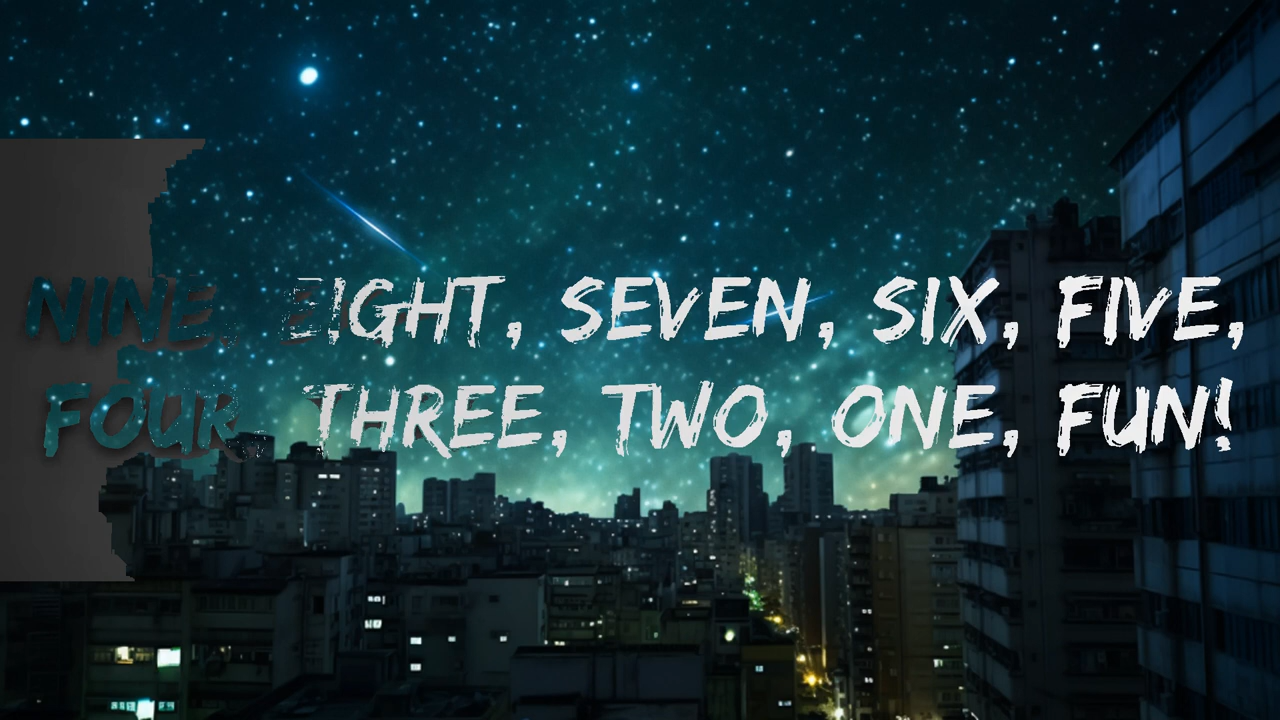 NINE, EIGHT, SEVEN, SIX, FIVE,
FOUR, THREE, TWO, ONE, FUN!